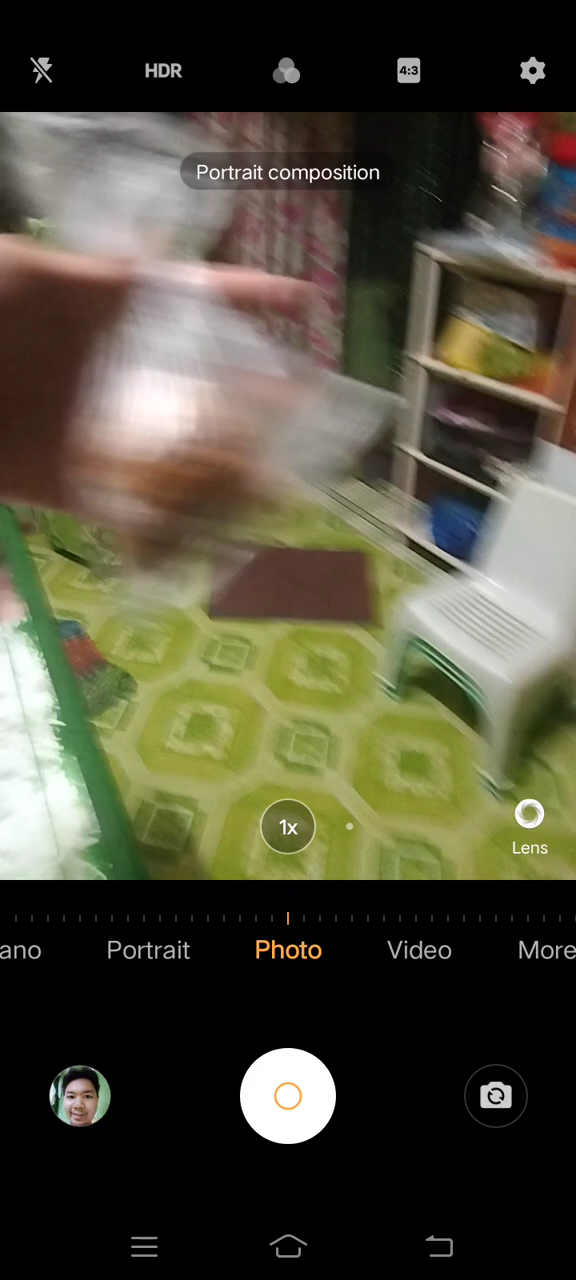 HDR
4:3
Portrait composition
1x
Lens
ano
Portrait
Photo
Video
More